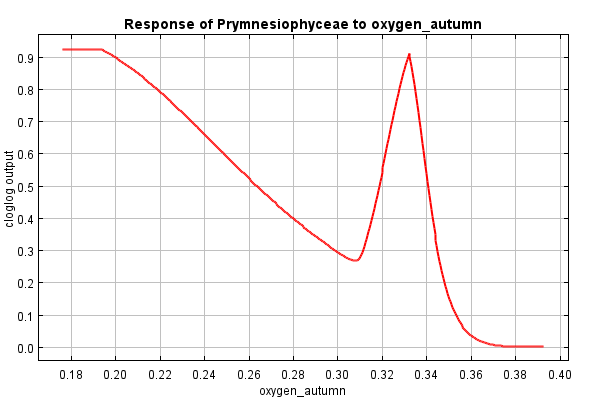 Response of Prymnesiophyceae to oxygen_autumn
cloglog output
0.9
0.8
0.7
0.6
0.5
0.4
0.3
0.2
0.1
0.0
0.18 0.20 0.22 0.24 0.26 0.28 0.30 0.32 0.34 0.36 0.38 0.40
oxygen_autumn